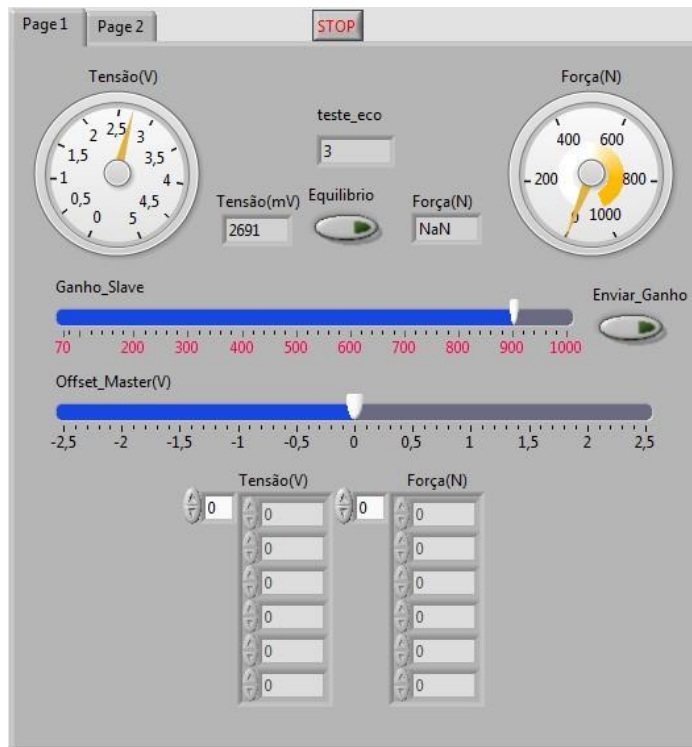 Page 1 Page 2 STOP
Tensão(V)
0 0,5 1 1,5 2 2,5 3 3,5 4 4,5 5
teste_eco
3
Força(N)
0 200 400 600 800 1000
Tensão(mV) Equilibrio Força(N)
2691 NaN
Ganho_Slave
70 200 300 400 500 600 700 800 900 1000
Enviar_Ganho
Offset_Master(V)
-2,5 -2 -1,5 -1 -0,5 0 0,5 1 1,5 2 2,5
Tensão(V) Força(N)
0 0 0 0
0 0
0 0
0 0
0 0
0 0